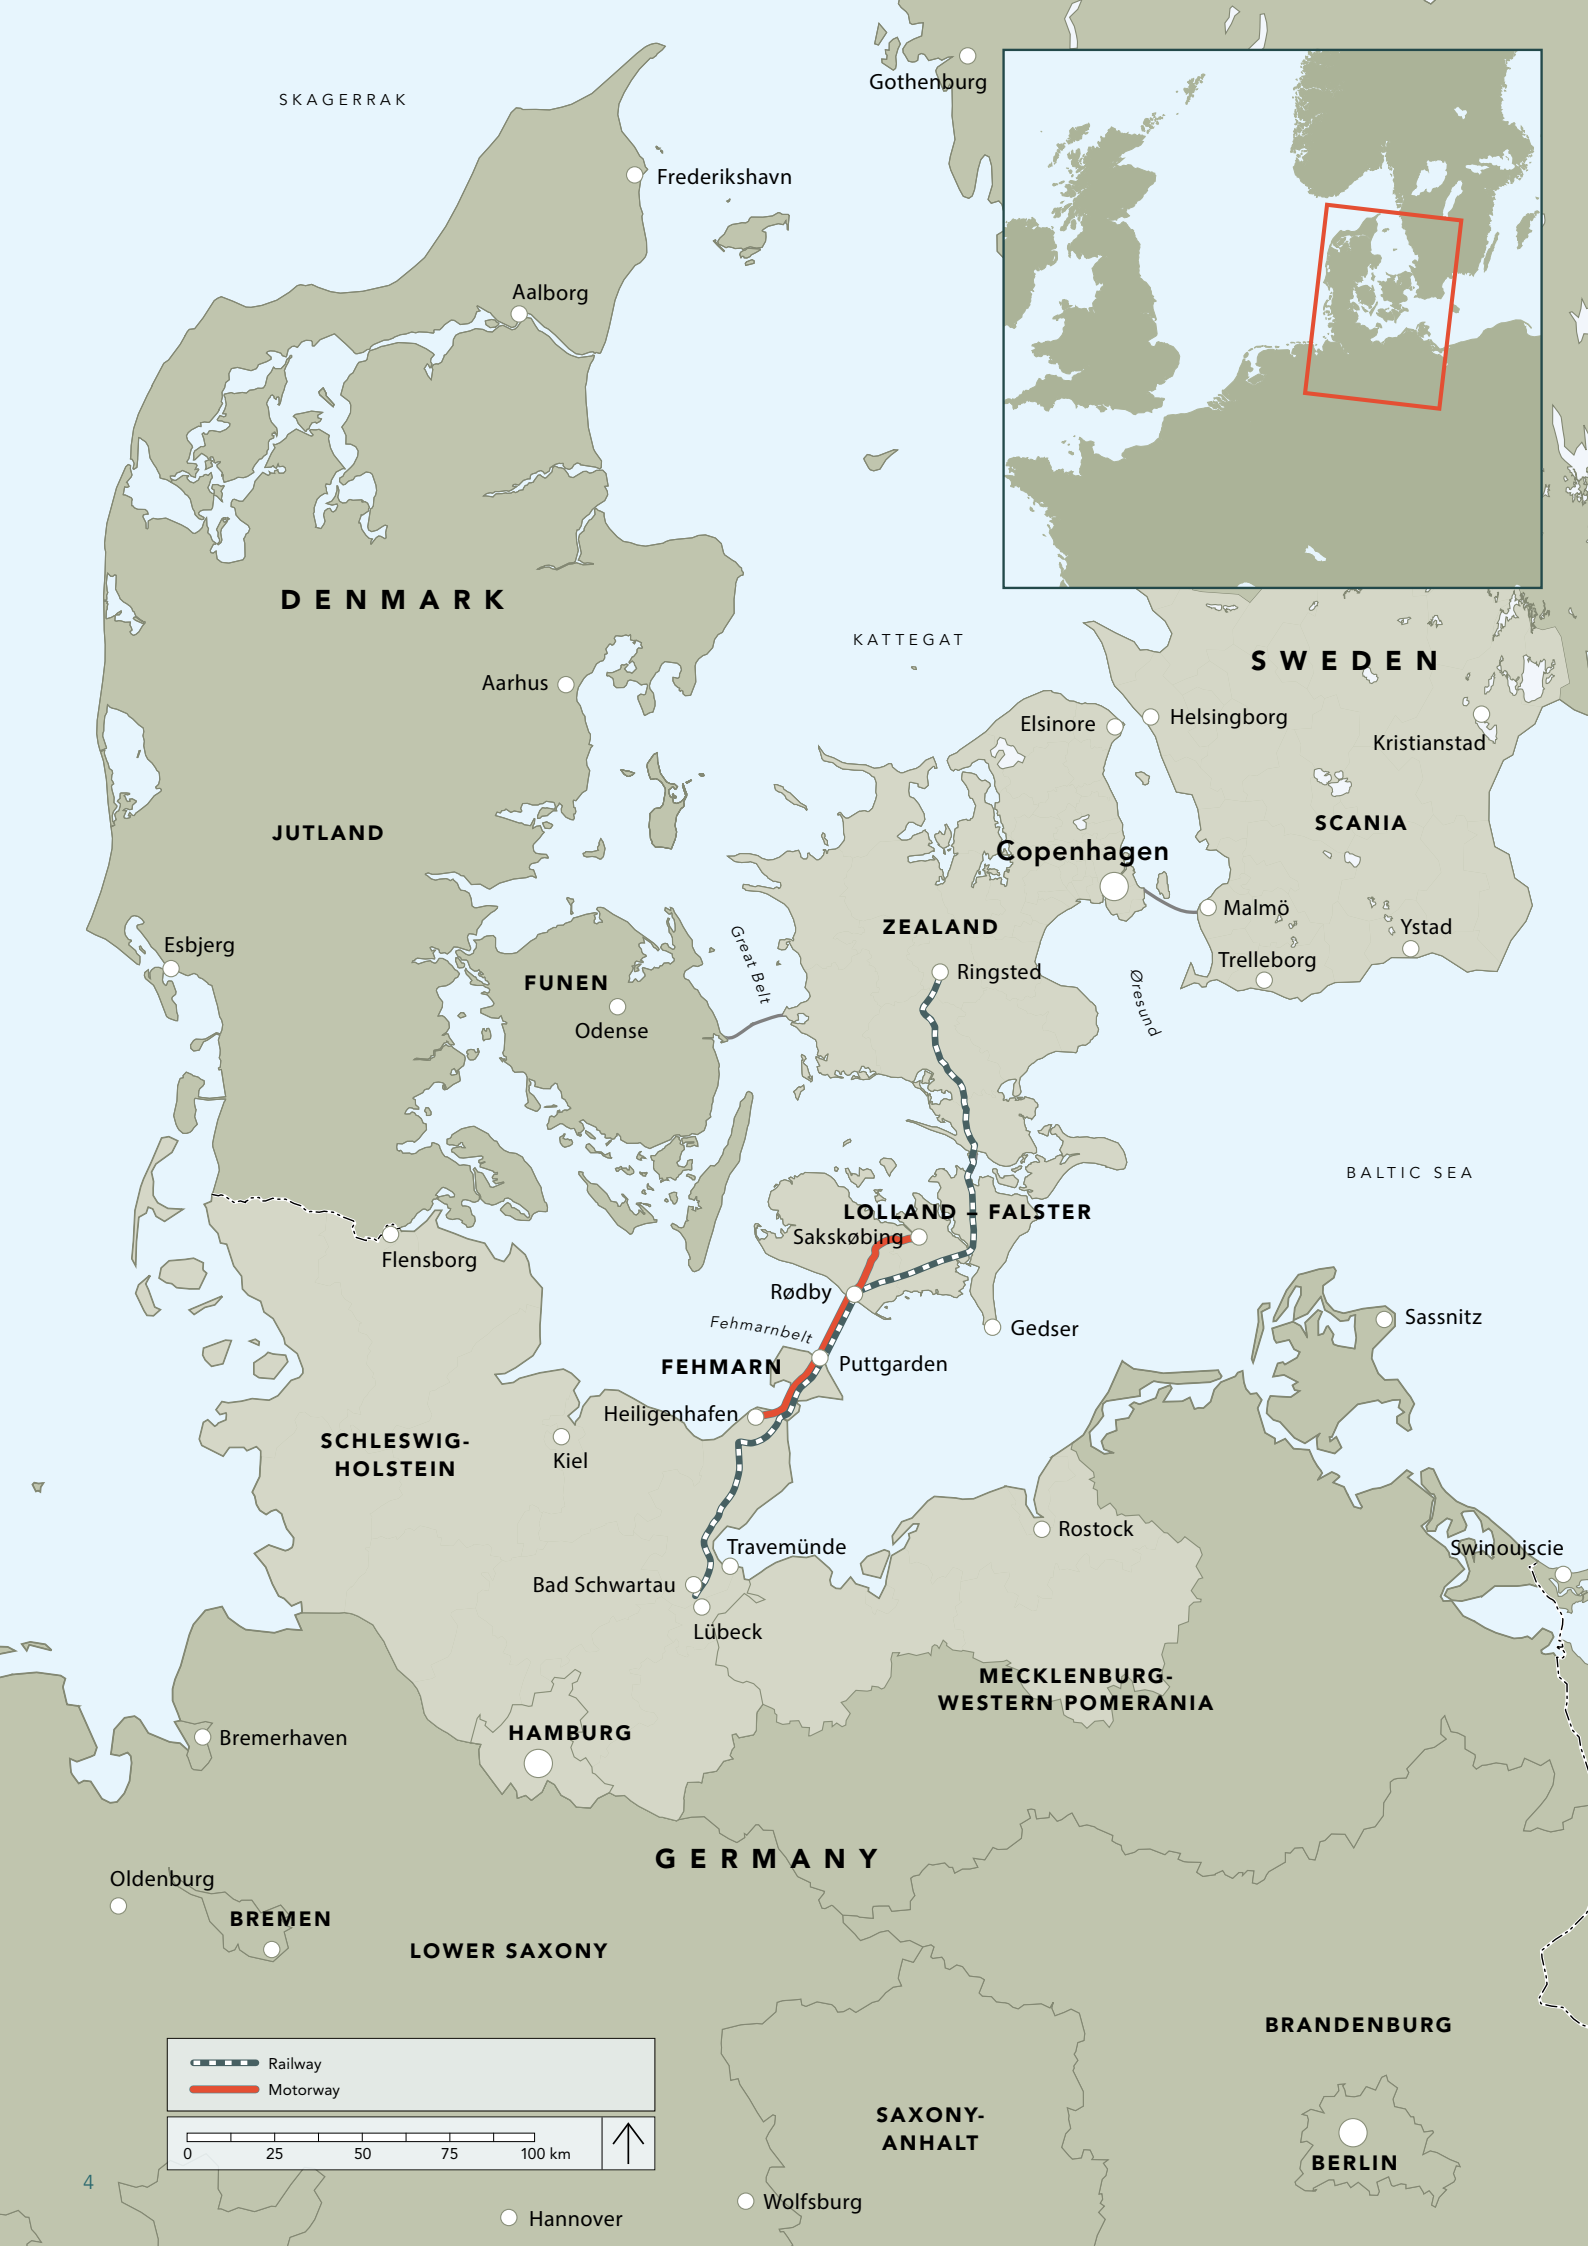 SKAGERRAK
Gothenburg
Frederikshavn
Aalborg
DENMARK
KATTEGAT
SWEDEN
Aarhus
Elsinore
Helsingborg
Kristianstad
JUTLAND
SCANIA
Copenhagen
Malmö
ZEALAND
Ystad
Esbjerg
Great Belt
Trelleborg
Ringsted
FUNEN
Øresund
Odense
BALTIC SEA
LOLLAND – FALSTER
Sakskøbing
Flensborg
Rødby
Sassnitz
Fehmarnbelt
Gedser
FEHMARN
Puttgarden
Heiligenhafen
SCHLESWIG-
HOLSTEIN
Kiel
Rostock
Travemünde
Swinoujscie
Bad Schwartau
Lübeck
MECKLENBURG-
WESTERN POMERANIA
HAMBURG
Bremerhaven
GERMANY
Oldenburg
BREMEN
LOWER SAXONY
BRANDENBURG
Railway
Motorway
SAXONY-
ANHALT
0 25 50 75 100 km
BERLIN
4
Wolfsburg
Hannover